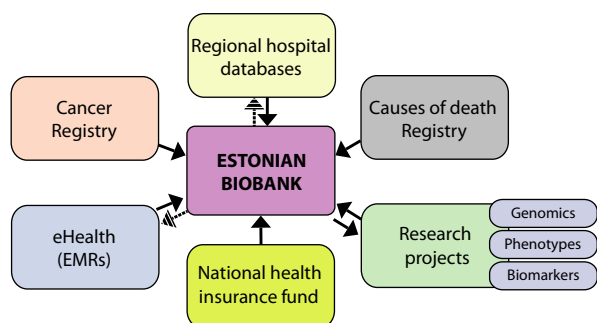 Regional hospital
databases
Cancer
Registry
Causes of death
Registry
ESTONIAN
BIOBANK
eHealth
(EMRs)
National health
insurance fund
Research
projects
Genomics
Phenotypes
Biomarkers